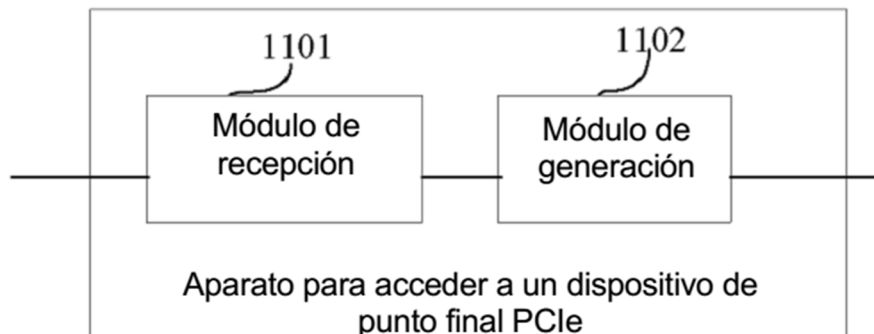 1101
1102
Módulo de
recepción
Módulo de
generación
Aparato para acceder a un dispositivo de
punto final PCIe